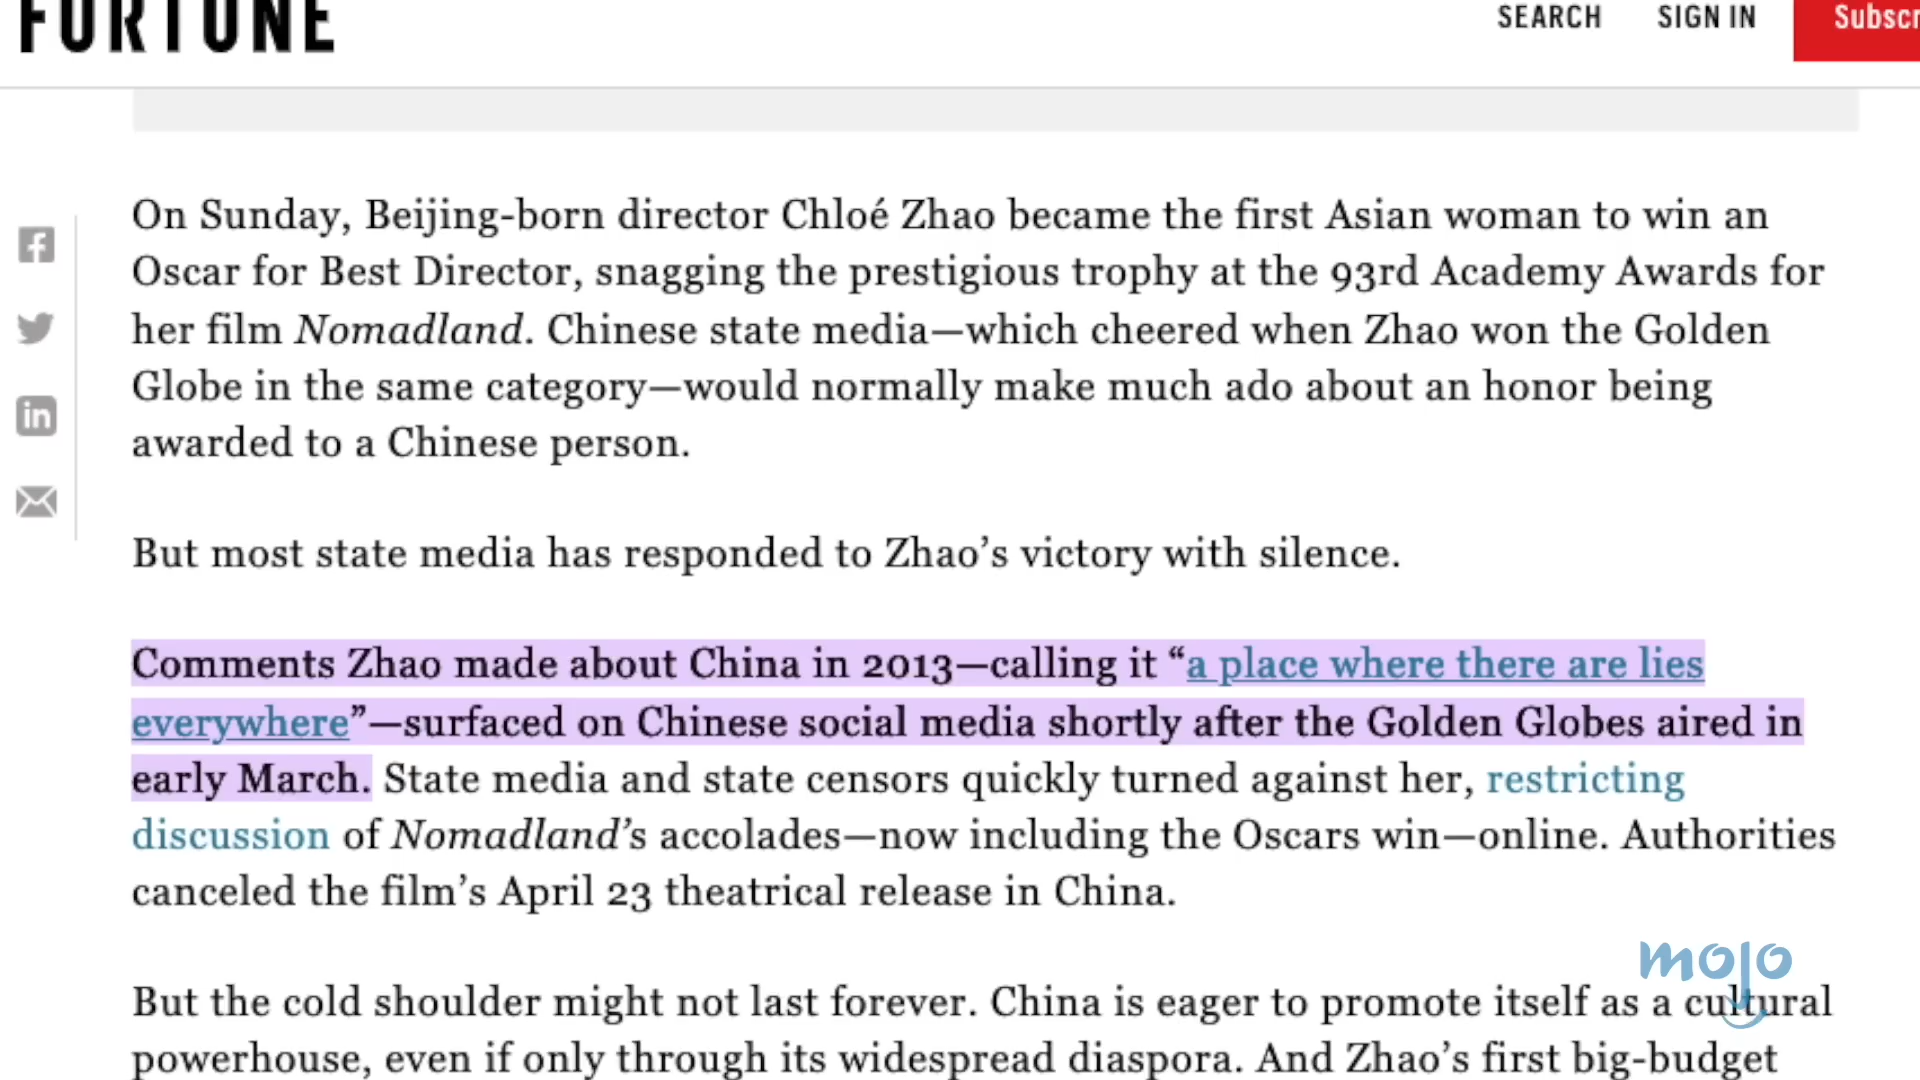 FORTUNE
SEARCH SIGN IN Subscr
On Sunday, Beijing-born director Chloé Zhao became the first Asian woman to win an
Oscar for Best Director, snagging the prestigious trophy at the 93rd Academy Awards for
her film Nomadland. Chinese state media—which cheered when Zhao won the Golden
Globe in the same category—would normally make much ado about an honor being
awarded to a Chinese person.
But most state media has responded to Zhao’s victory with silence.
Comments Zhao made about China in 2013—calling it “a place where there are lies
everywhere”—surfaced on Chinese social media shortly after the Golden Globes aired in
early March. State media and state censors quickly turned against her, restricting
discussion of Nomadland’s accolades—now including the Oscars win—online. Authorities
canceled the film’s April 23 theatrical release in China.
mojo
But the cold shoulder might not last forever. China is eager to promote itself as a cultural
powerhouse, even if only through its widespread diaspora. And Zhao’s first big-budget